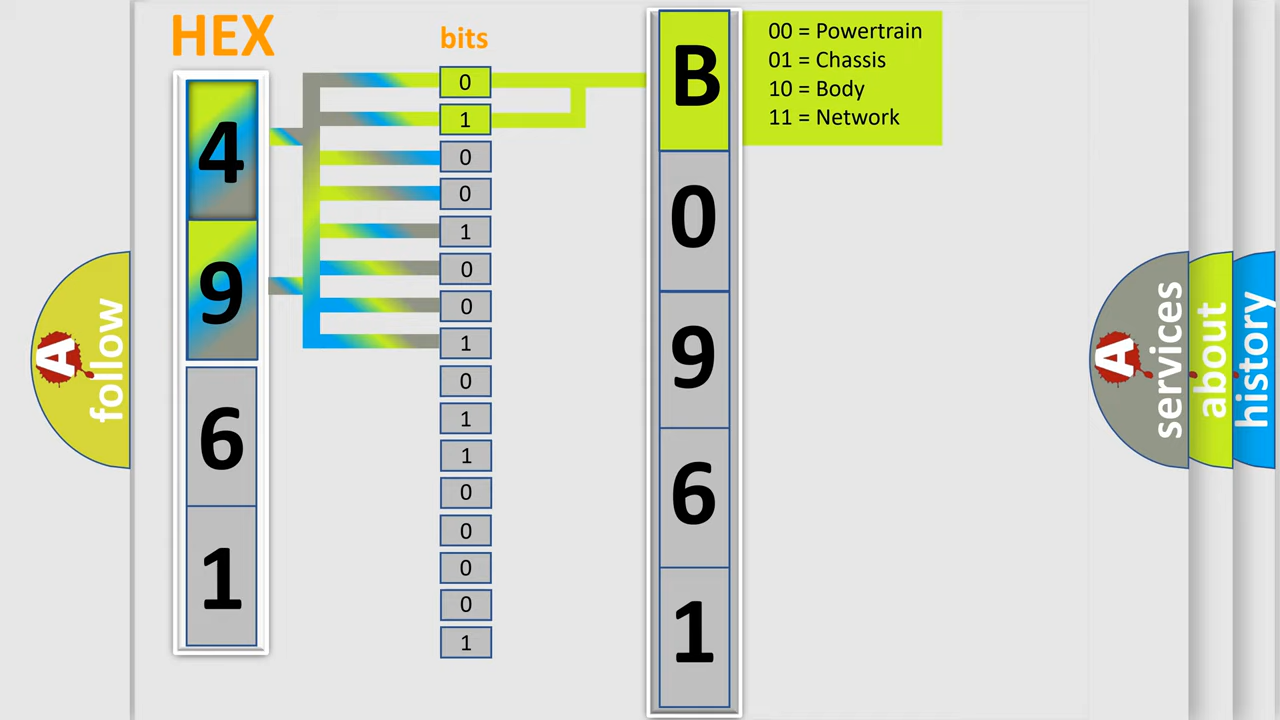 HEX
4
9
6
1
bits
0
1
0
0
1
0
0
1
0
1
1
0
0
0
0
1
B
0
9
6
1
00 = Powertrain
01 = Chassis
10 = Body
11 = Network
A
follow
A
services
about
history